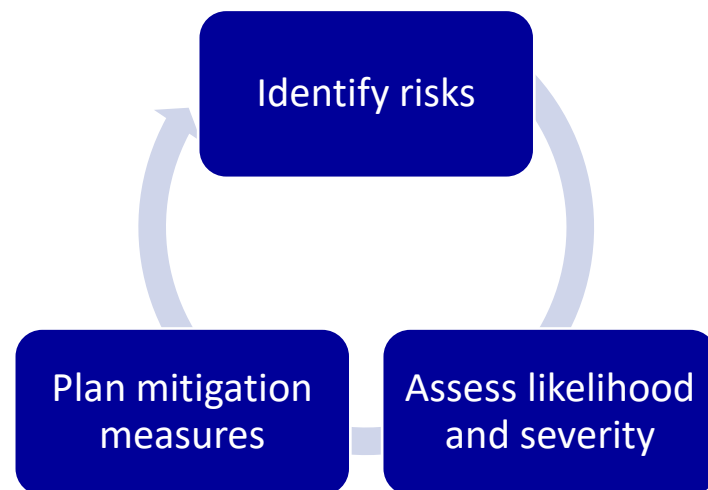 Identify risks
Plan mitigation
measures
Assess likelihood
and severity